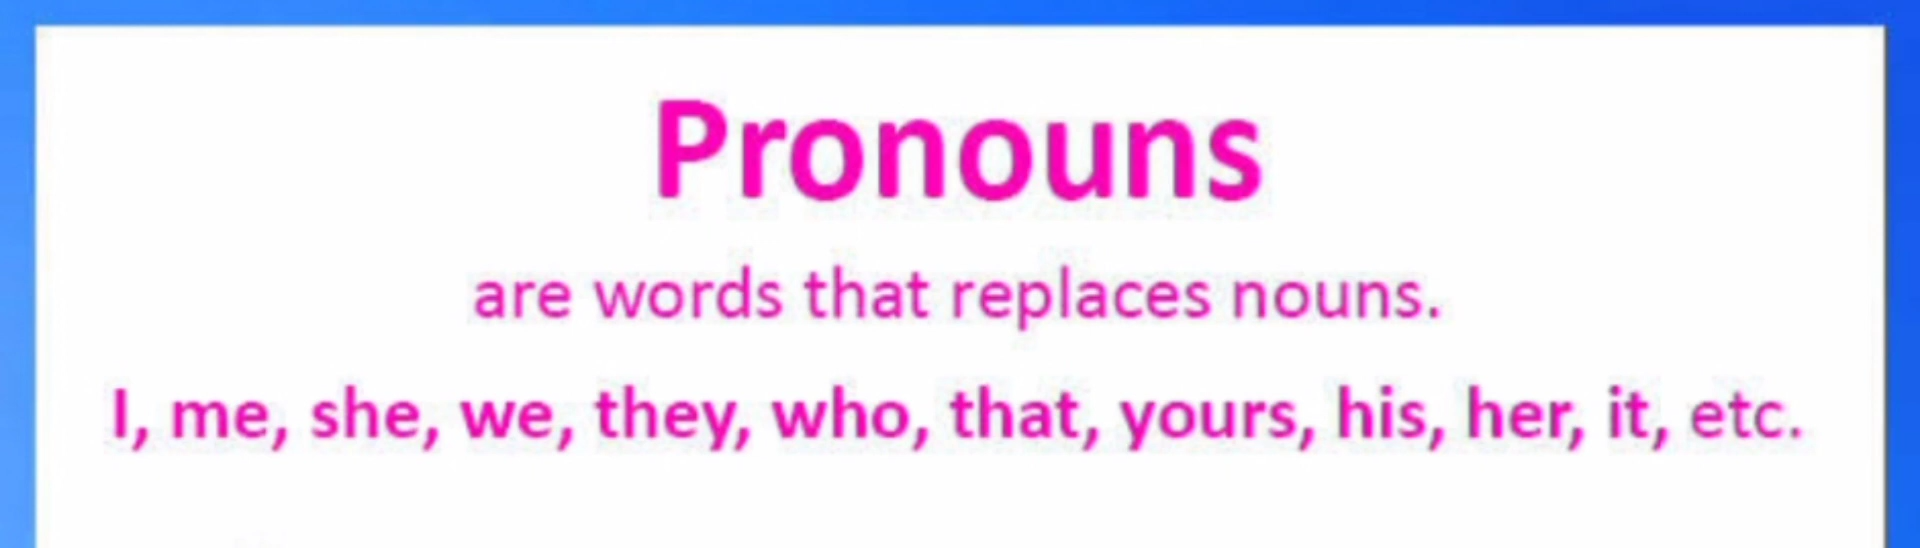 Pronouns
are words that replaces nouns.
I, me, she, we, they, who, that, yours, his, her, it, etc.